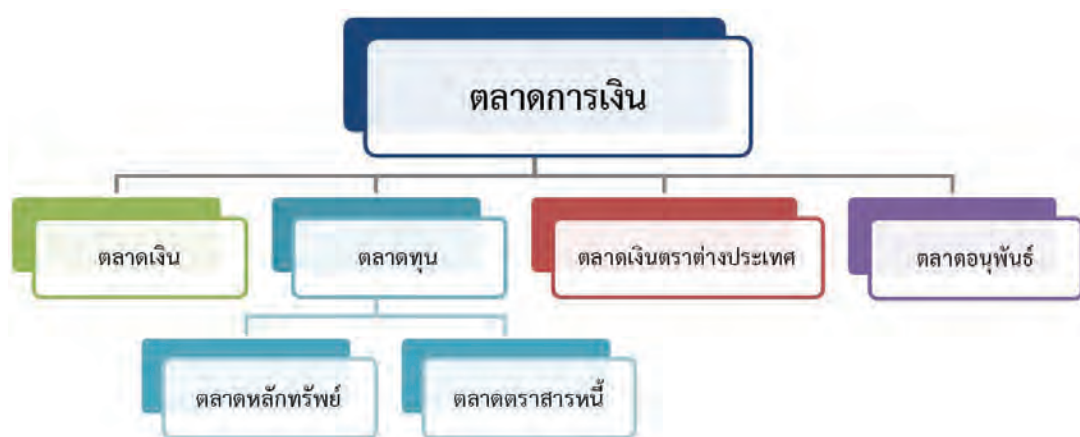 ตลาดการเงิน
ตลาดเงิน
ตลาดทุน
ตลาดเงินตราต่างประเทศ
ตลาดอนุพันธ์
ตลาดหลักทรัพย์
ตลาดตราสารหนี้